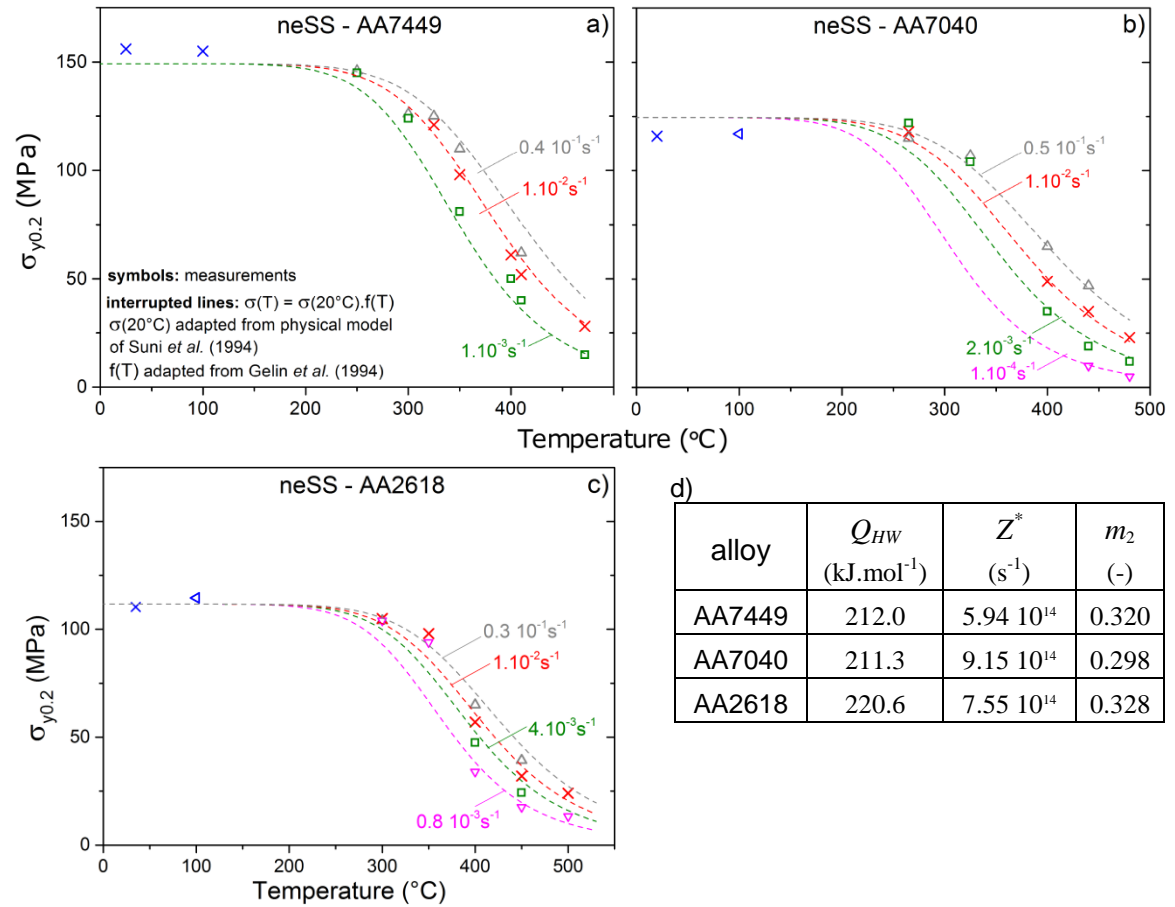 neSS - AA7449
a)
150
100
50
0
σy0.2 (MPa)
0.4 10⁻¹s⁻¹
1.10⁻²s⁻¹
1.10⁻³s⁻¹
symbols: measurements
interrupted lines: σ(T) = σ(20°C).f(T)
σ(20°C) adapted from physical model
of Suni et al. (1994)
f(T) adapted from Gelin et al. (1994)
0 100 200 300 400
neSS - AA7040
b)
0.5 10⁻¹s⁻¹
1.10⁻²s⁻¹
2.10⁻³s⁻¹
1.10⁻⁴s⁻¹
0 100 200 300 400 500
Temperature (°C)
neSS - AA2618
c)
150
100
50
0
σy0.2 (MPa)
0.3 10⁻¹s⁻¹
1.10⁻²s⁻¹
4.10⁻³s⁻¹
0.8 10⁻³s⁻¹
0 100 200 300 400 500
Temperature (°C)
d)
alloy Q_HW (kJ.mol⁻¹) Z* (s⁻¹) m₂ (-)
AA7449 212.0 5.94 10¹⁴ 0.320
AA7040 211.3 9.15 10¹⁴ 0.298
AA2618 220.6 7.55 10¹⁴ 0.328